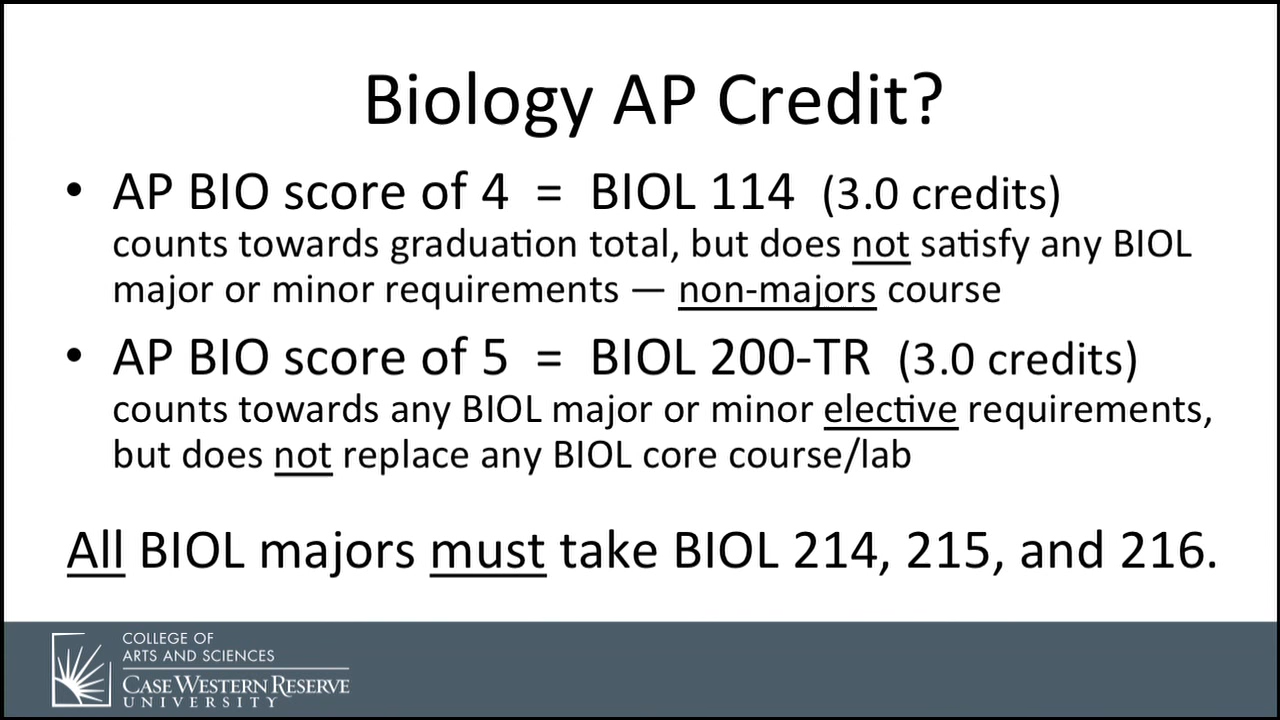 Biology AP Credit?
• AP BIO score of 4 = BIOL 114 (3.0 credits)
counts towards graduation total, but does not satisfy any BIOL
major or minor requirements — non-majors course
• AP BIO score of 5 = BIOL 200-TR (3.0 credits)
counts towards any BIOL major or minor elective requirements,
but does not replace any BIOL core course/lab
All BIOL majors must take BIOL 214, 215, and 216.
COLLEGE OF
ARTS AND SCIENCES
CASE WESTERN RESERVE
UNIVERSITY